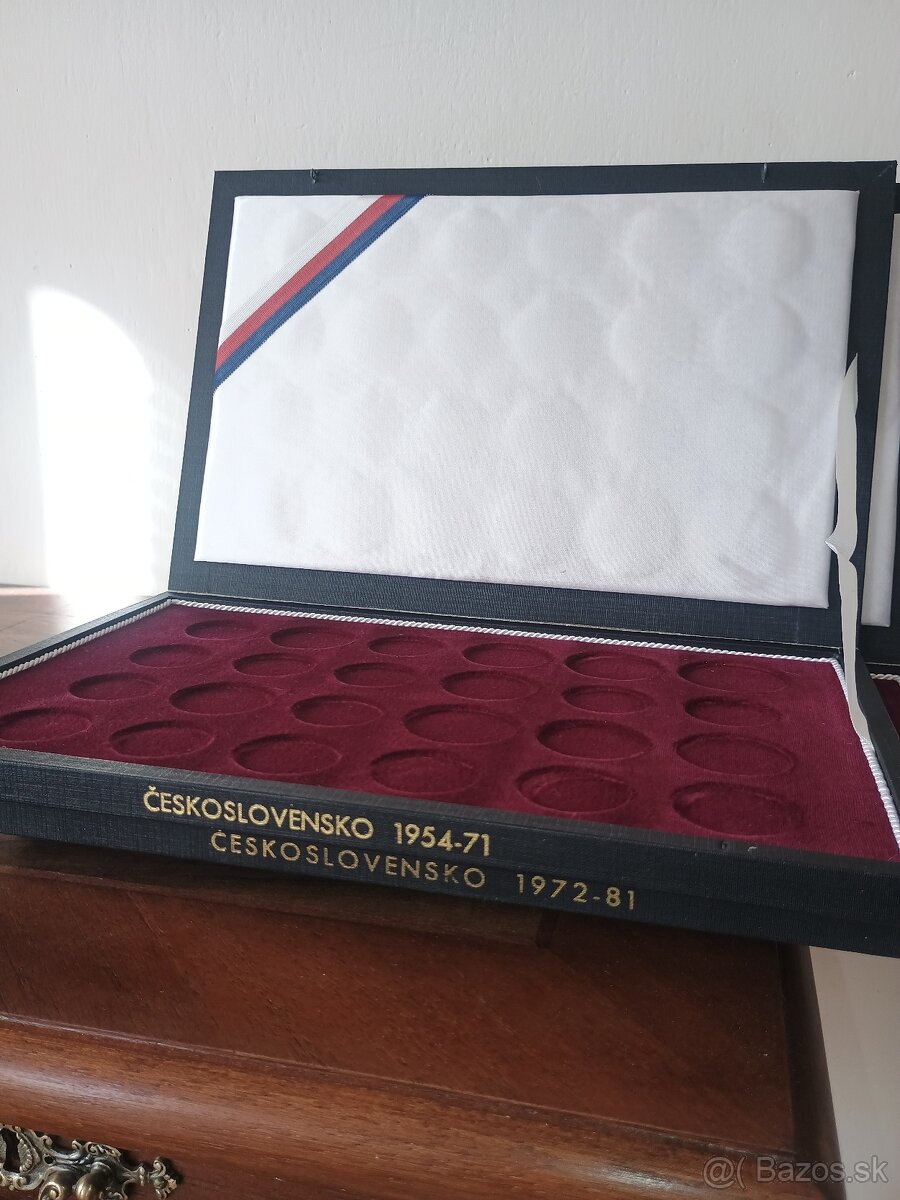 ČESKOSLOVENSKO 1954-71
ČESKOSLOVENSKO 1972-81
@( Bazos.sk